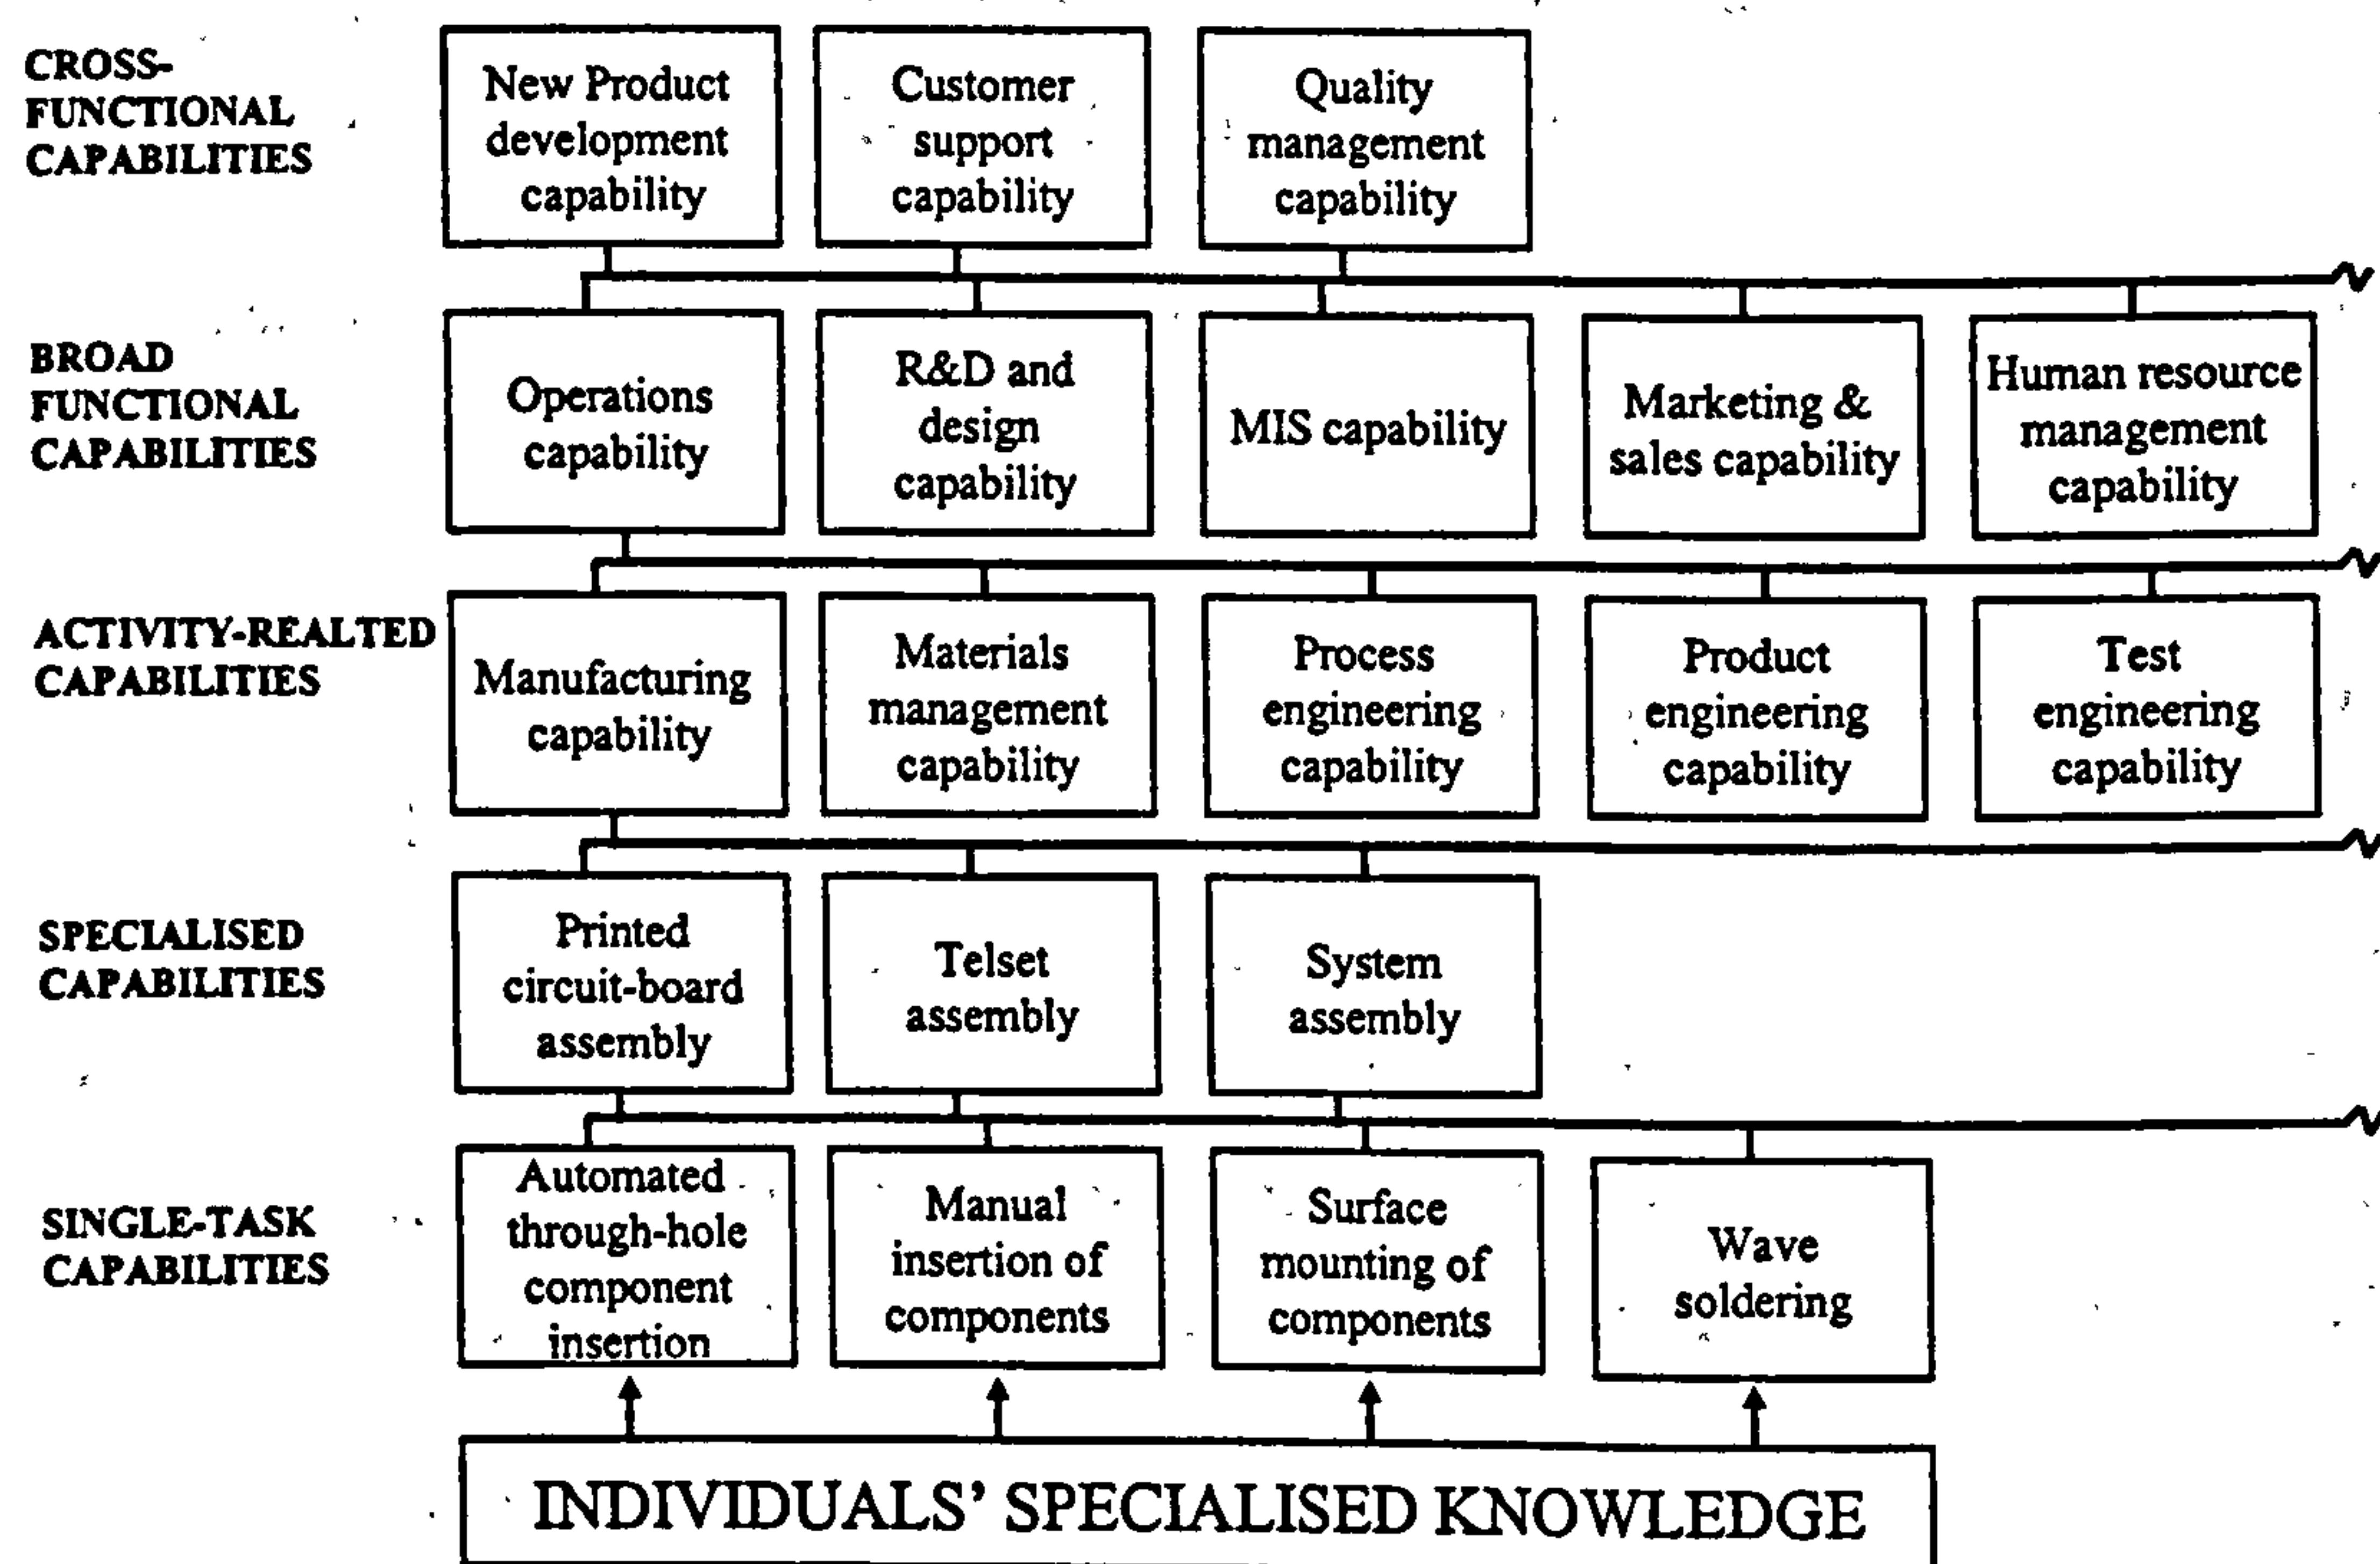 CROSS-
FUNCTIONAL
CAPABILITIES
New Product
development
capability
Customer
support
capability
Quality
management
capability
BROAD
FUNCTIONAL
CAPABILITIES
Operations
capability
R&D and
design
capability
MIS capability
Marketing &
sales capability
Human resource
management
capability
ACTIVITY-REALTED
CAPABILITIES
Manufacturing
capability
Materials
management
capability
Process
engineering
capability
Product
engineering
capability
Test
engineering
capability
SPECIALISED
CAPABILITIES
Printed
circuit-board
assembly
Telset
assembly
System
assembly
SINGLE-TASK
CAPABILITIES
Automated
through-hole
component
insertion
Manual
insertion of
components
Surface
mounting of
components
Wave
soldering
INDIVIDUALS' SPECIALISED KNOWLEDGE